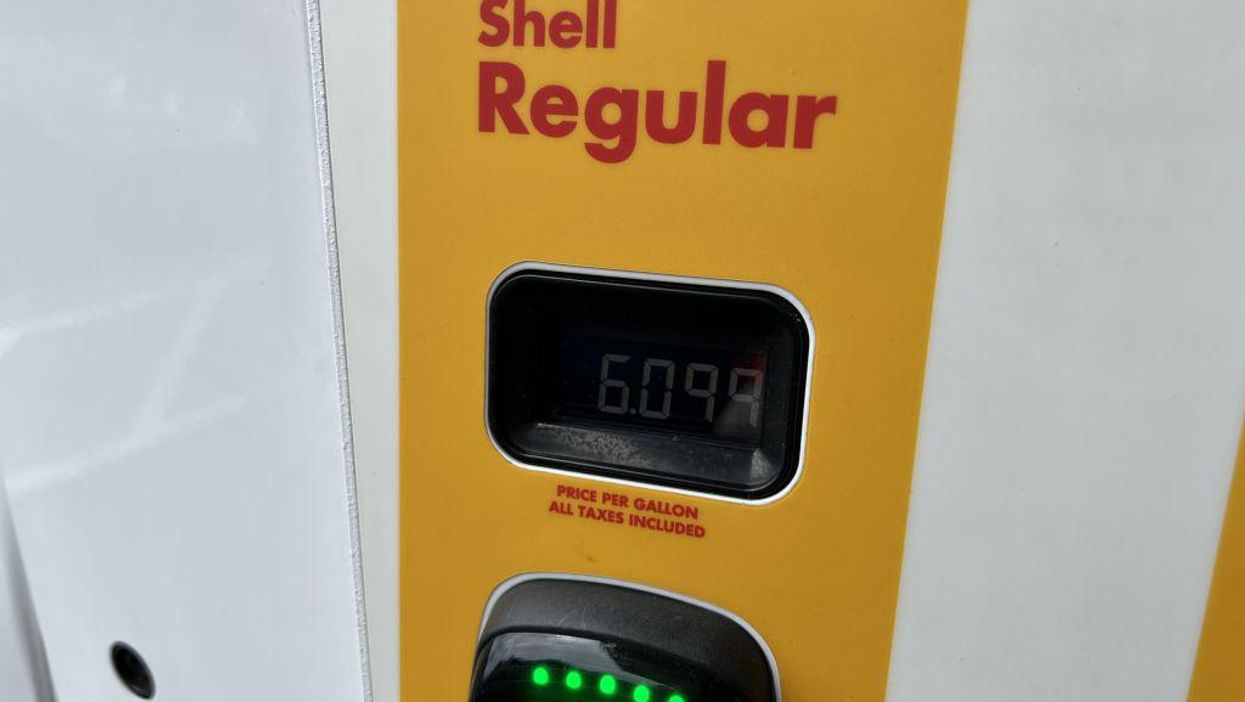 Shell
Regular
6.099
PRICE PER GALLON
ALL TAXES INCLUDED